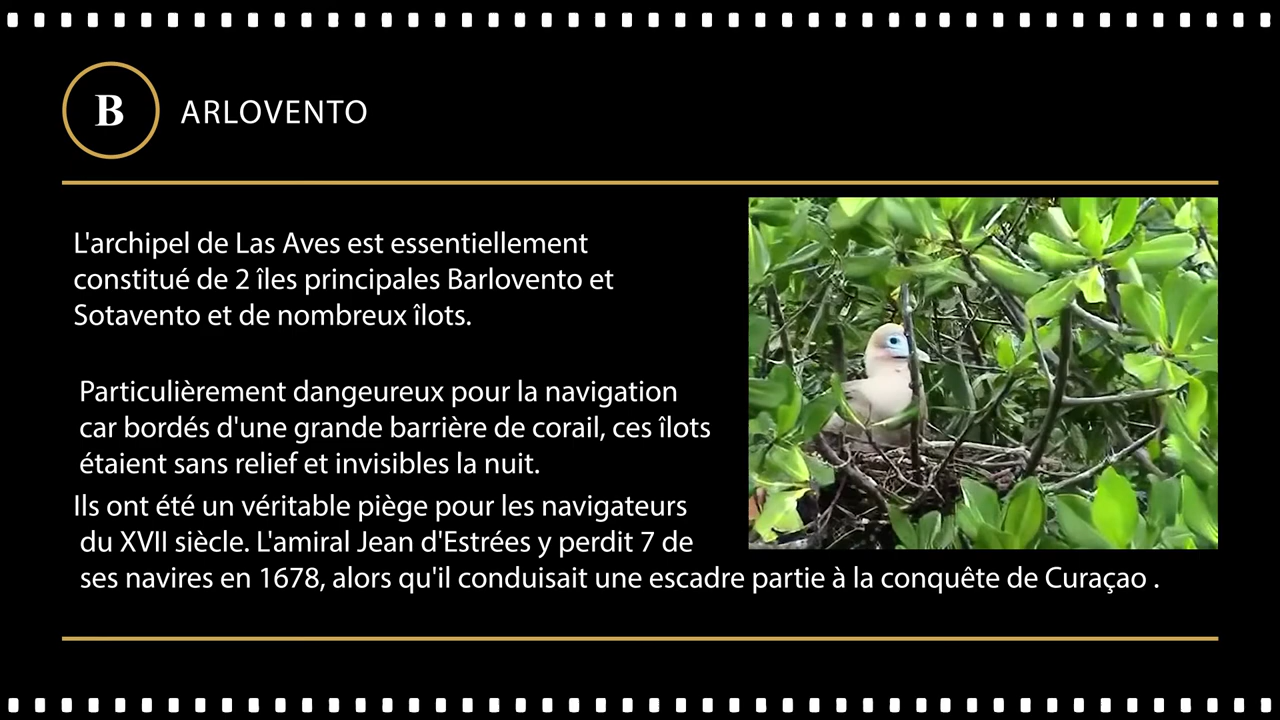 B ARLOVENTO
L'archipel de Las Aves est essentiellement
constitué de 2 îles principales Barlovento et
Sotavento et de nombreux îlots.
Particulièrement dangeureux pour la navigation
car bordés d'une grande barrière de corail, ces îlots
étaient sans relief et invisibles la nuit.
Ils ont été un véritable piège pour les navigateurs
du XVII siècle. L'amiral Jean d'Estrées y perdit 7 de
ses navires en 1678, alors qu'il conduisait une escadre partie à la conquête de Curaçao .